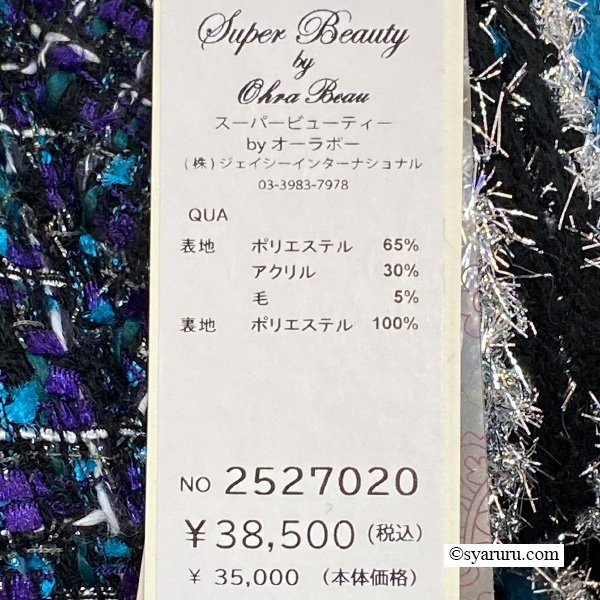 Super Beauty
by
Ohra Beau
スーパービューティー
by オーラボー
(株)ジェイシーインターナショナル
03-3983-7978
QUA
表地 ポリエステル 65%
アクリル 30%
毛 5%
裏地 ポリエステル 100%
NO 2527020
¥38,500 (税込)
¥ 35,000 (本体価格)
©syaruru.com